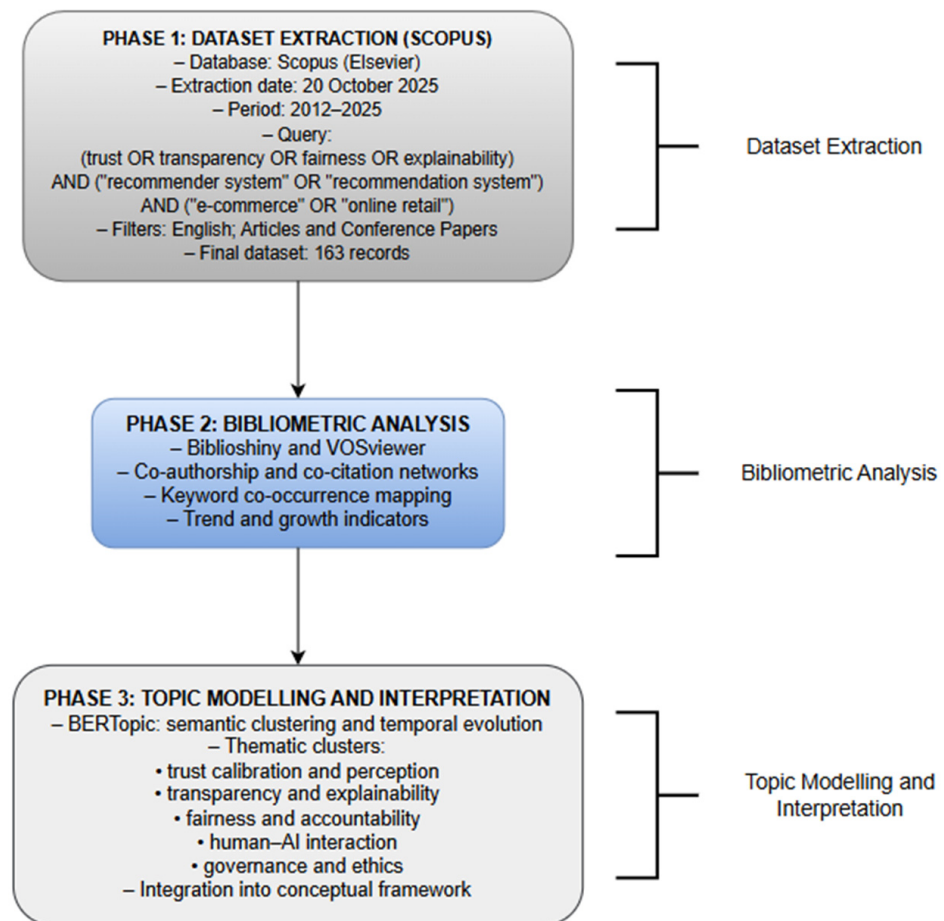 PHASE 1: DATASET EXTRACTION (SCOPUS)
– Database: Scopus (Elsevier)
– Extraction date: 20 October 2025
– Period: 2012–2025
– Query:
(trust OR transparency OR fairness OR explainability)
AND ("recommender system" OR "recommendation system")
AND ("e-commerce" OR "online retail")
– Filters: English; Articles and Conference Papers
– Final dataset: 163 records
Dataset Extraction
PHASE 2: BIBLIOMETRIC ANALYSIS
– Biblioshiny and VOSviewer
– Co-authorship and co-citation networks
– Keyword co-occurrence mapping
– Trend and growth indicators
Bibliometric Analysis
PHASE 3: TOPIC MODELLING AND INTERPRETATION
– BERTopic: semantic clustering and temporal evolution
– Thematic clusters:
• trust calibration and perception
• transparency and explainability
• fairness and accountability
• human–AI interaction
• governance and ethics
– Integration into conceptual framework
Topic Modelling and
Interpretation